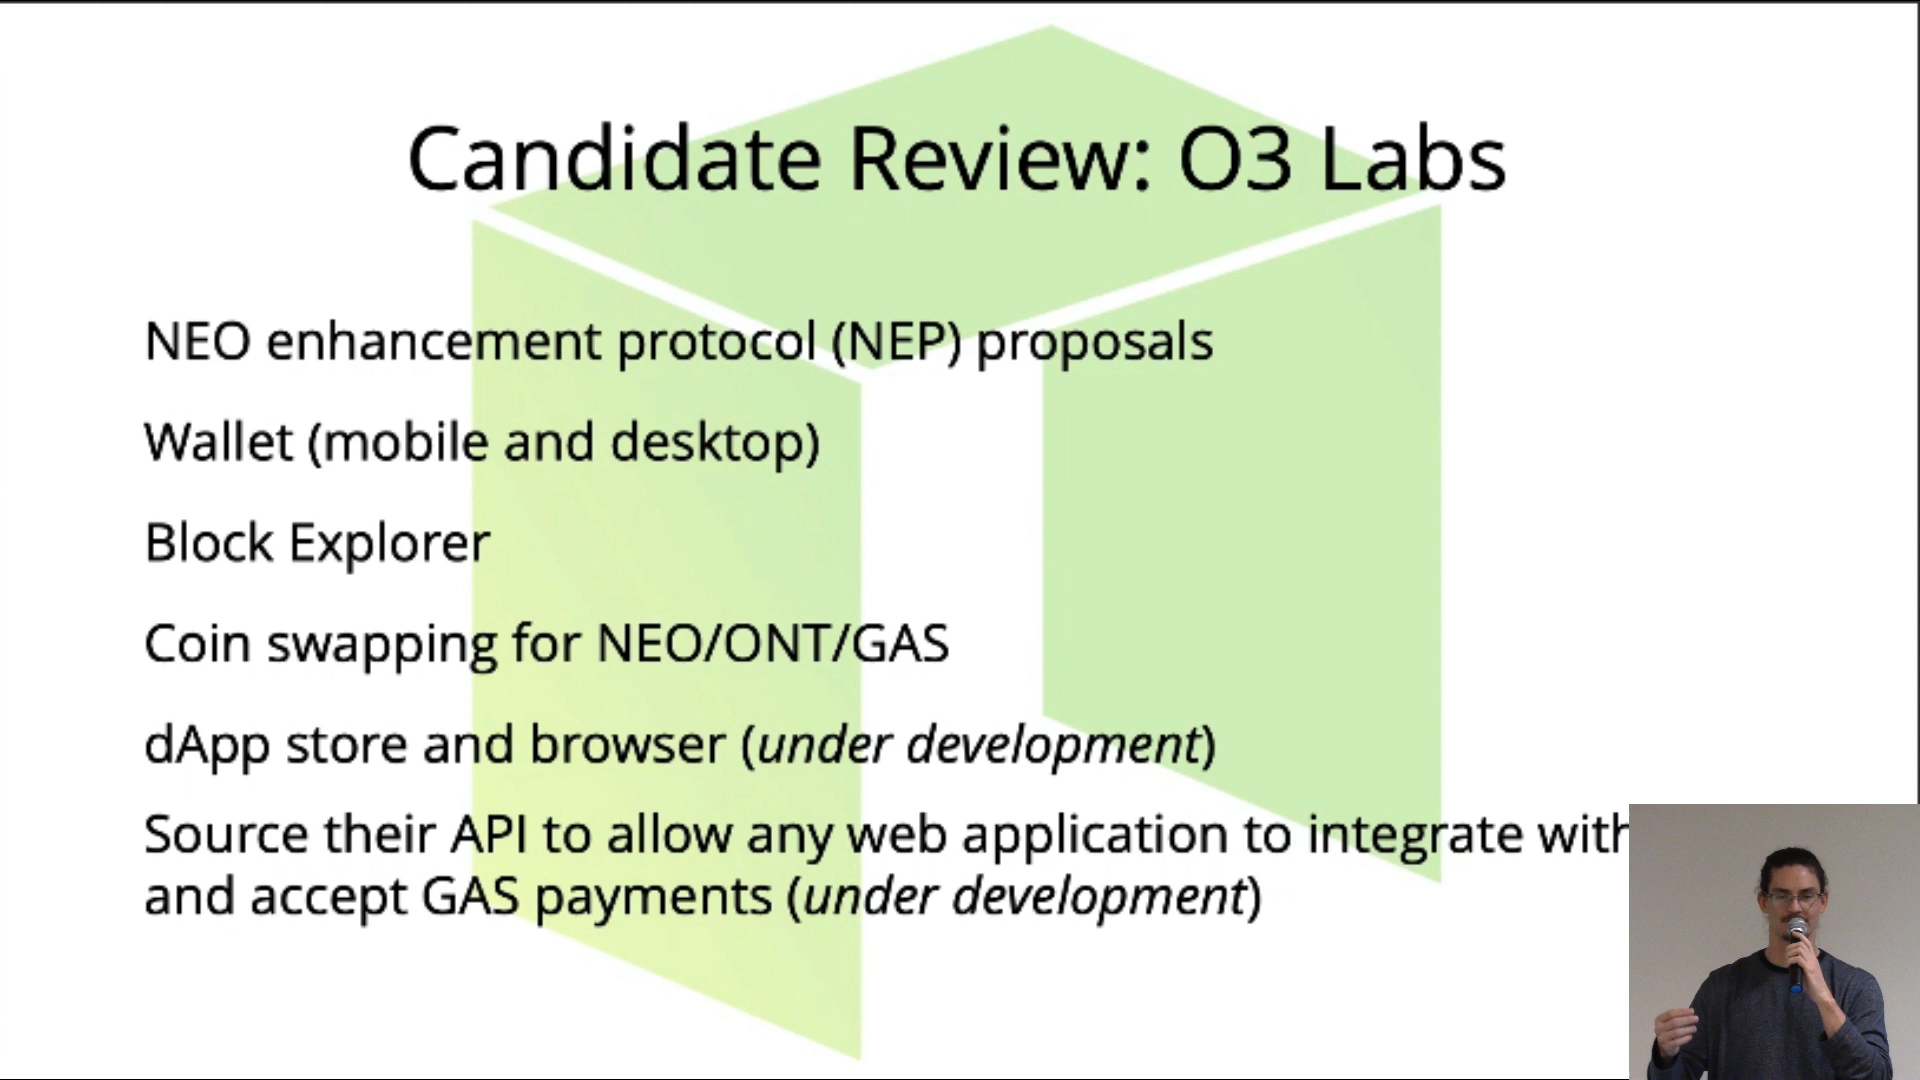 Candidate Review: O3 Labs
NEO enhancement protocol (NEP) proposals
Wallet (mobile and desktop)
Block Explorer
Coin swapping for NEO/ONT/GAS
dApp store and browser (under development)
Source their API to allow any web application to integrate with
and accept GAS payments (under development)